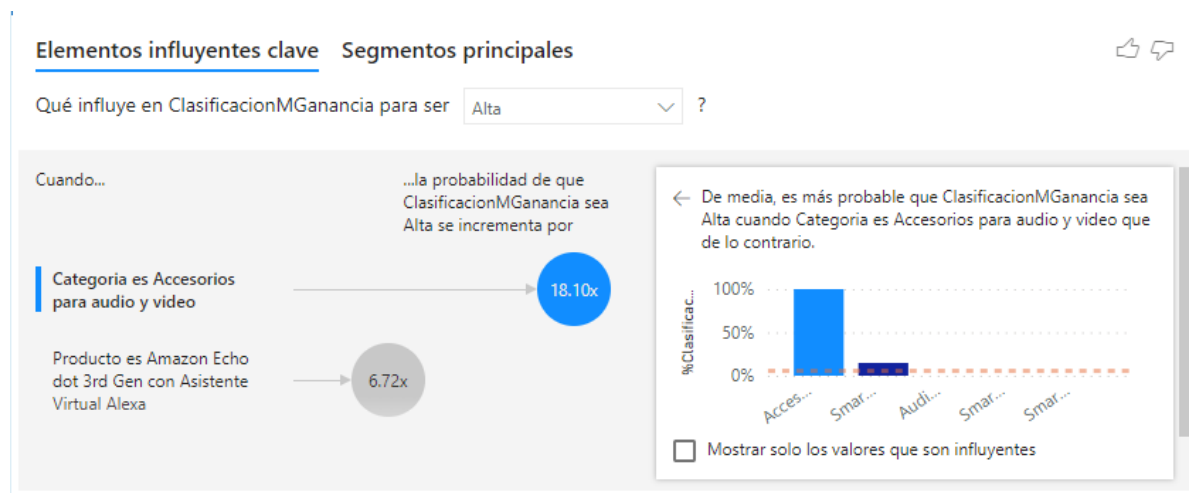 Elementos influyentes clave Segmentos principales
Qué influye en ClasificacionMGanancia para ser Alta ?
Cuando...
...la probabilidad de que
ClasificacionMGanancia sea
Alta se incrementa por
Categoria es Accesorios
para audio y video
18.10x
Producto es Amazon Echo
dot 3rd Gen con Asistente
Virtual Alexa
6.72x
De media, es más probable que ClasificacionMGanancia sea
Alta cuando Categoria es Accesorios para audio y video que
de lo contrario.
%Clasificac...
100%
50%
0%
Acces...
Smar...
Audi...
Smar...
Smar...
Mostrar solo los valores que son influyentes